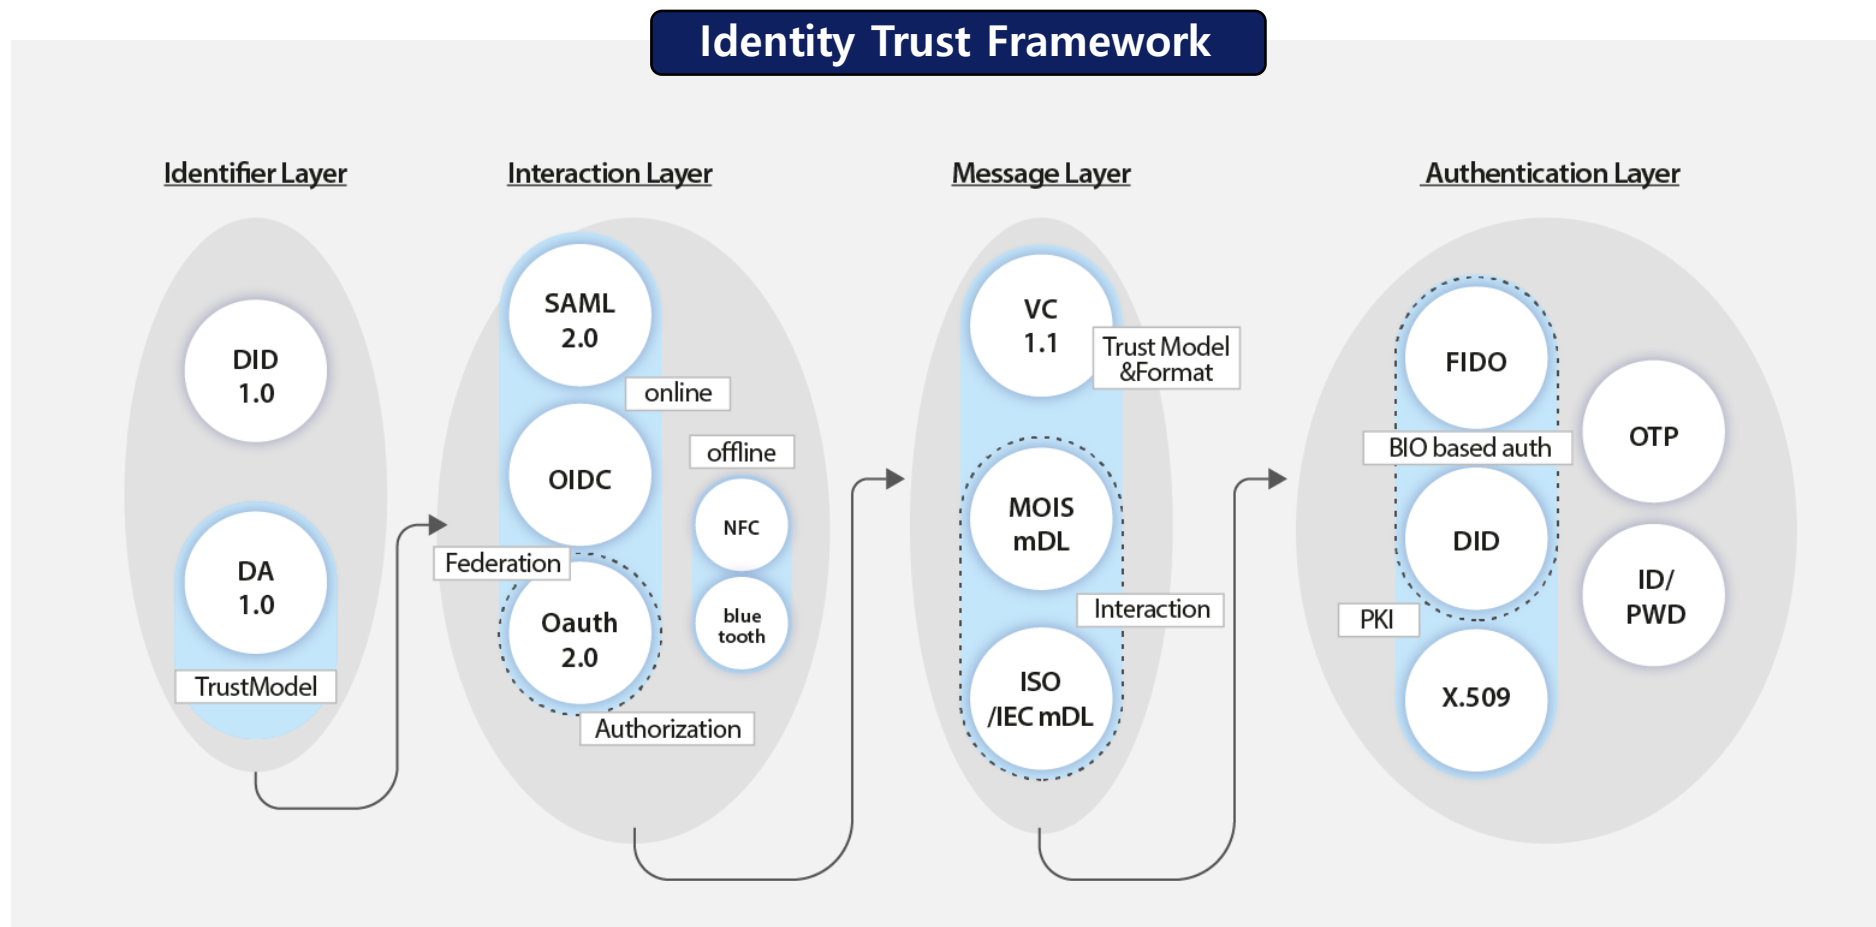 Identity Trust Framework
Identifier Layer
DID
1.0
DA
1.0
TrustModel
Interaction Layer
SAML
2.0
online
OIDC
offline
NFC
Federation
blue
tooth
Oauth
2.0
Authorization
Message Layer
VC
1.1
Trust Model
&Format
MOIS
mDL
Interaction
ISO
/IEC mDL
Authentication Layer
FIDO
BIO based auth
OTP
DID
ID/
PWD
PKI
X.509